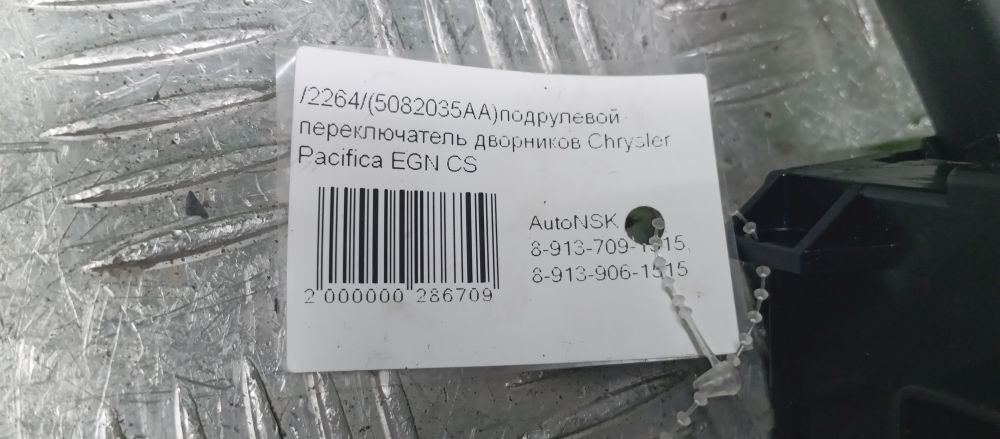 /2264/(5082035AA)подрулевой
переключатель дворников Chrysler
Pacifica EGN CS
AutoNSK
8-913-709-1515,
8-913-906-1515
2 000000 286709